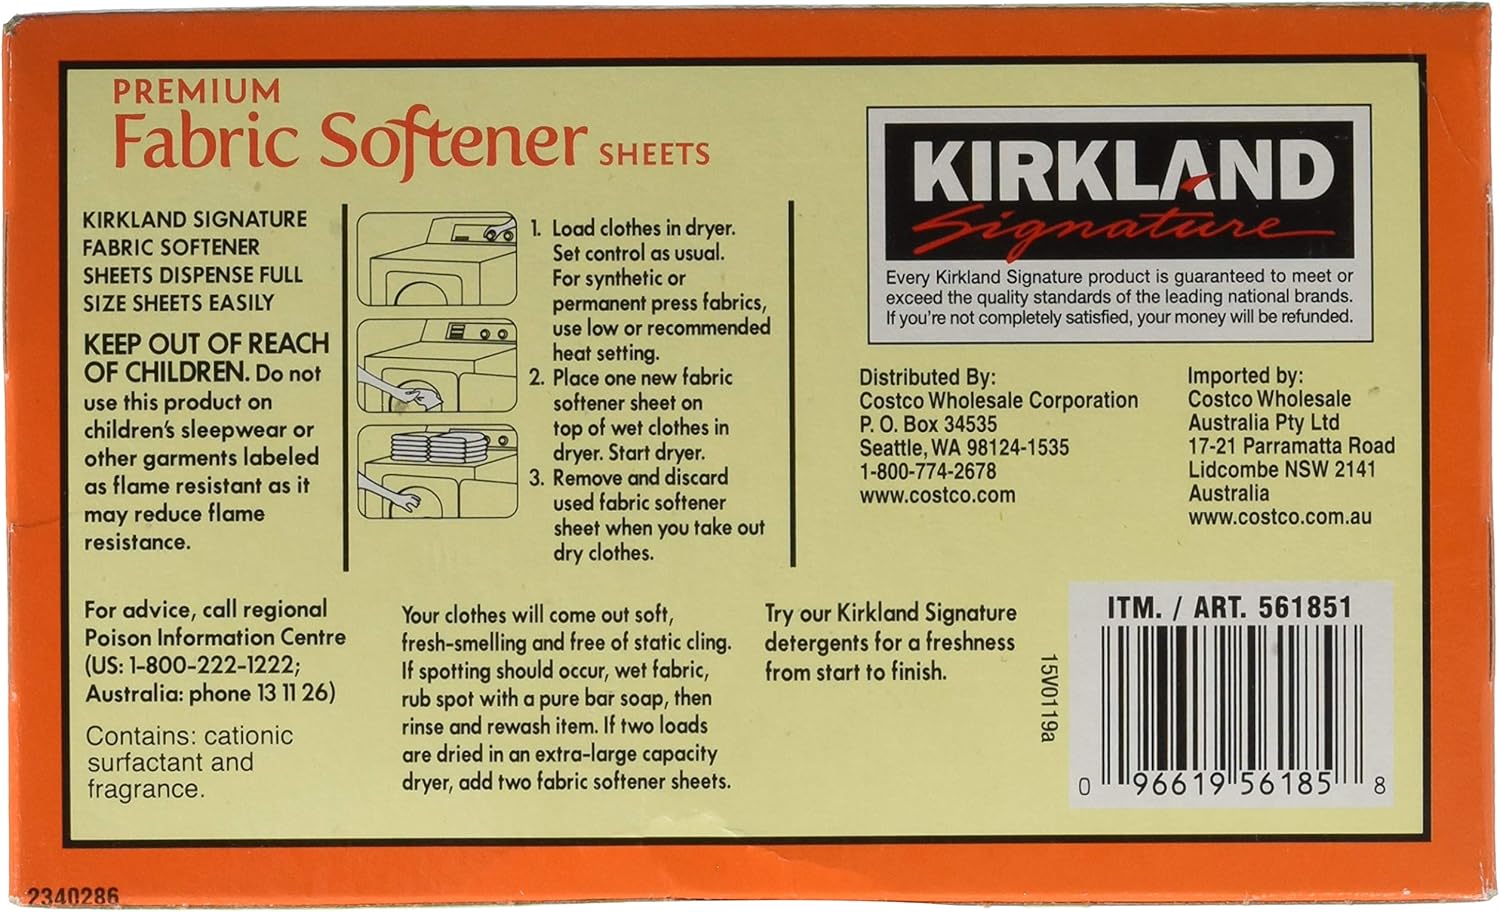 PREMIUM
Fabric Softener SHEETS
KIRKLAND SIGNATURE
FABRIC SOFTENER
SHEETS DISPENSE FULL
SIZE SHEETS EASILY
KEEP OUT OF REACH
OF CHILDREN. Do not
use this product on
children's sleepwear or
other garments labeled
as flame resistant as it
may reduce flame
resistance.
1. Load clothes in dryer.
Set control as usual.
For synthetic or
permanent press fabrics,
use low or recommended
heat setting.
2. Place one new fabric
softener sheet on
top of wet clothes in
dryer. Start dryer.
3. Remove and discard
used fabric softener
sheet when you take out
dry clothes.
KIRKLAND
Signature
Every Kirkland Signature product is guaranteed to meet or
exceed the quality standards of the leading national brands.
If you're not completely satisfied, your money will be refunded.
Distributed By:
Costco Wholesale Corporation
P. O. Box 34535
Seattle, WA 98124-1535
1-800-774-2678
www.costco.com
Imported by:
Costco Wholesale
Australia Pty Ltd
17-21 Parramatta Road
Lidcombe NSW 2141
Australia
www.costco.com.au
For advice, call regional
Poison Information Centre
(US: 1-800-222-1222;
Australia: phone 13 11 26)
Contains: cationic
surfactant and
fragrance.
Your clothes will come out soft,
fresh-smelling and free of static cling.
If spotting should occur, wet fabric,
rub spot with a pure bar soap, then
rinse and rewash item. If two loads
are dried in an extra-large capacity
dryer, add two fabric softener sheets.
Try our Kirkland Signature
detergents for a freshness
from start to finish.
15V0119a
ITM. / ART. 561851
0 96619 56185 8
2340286